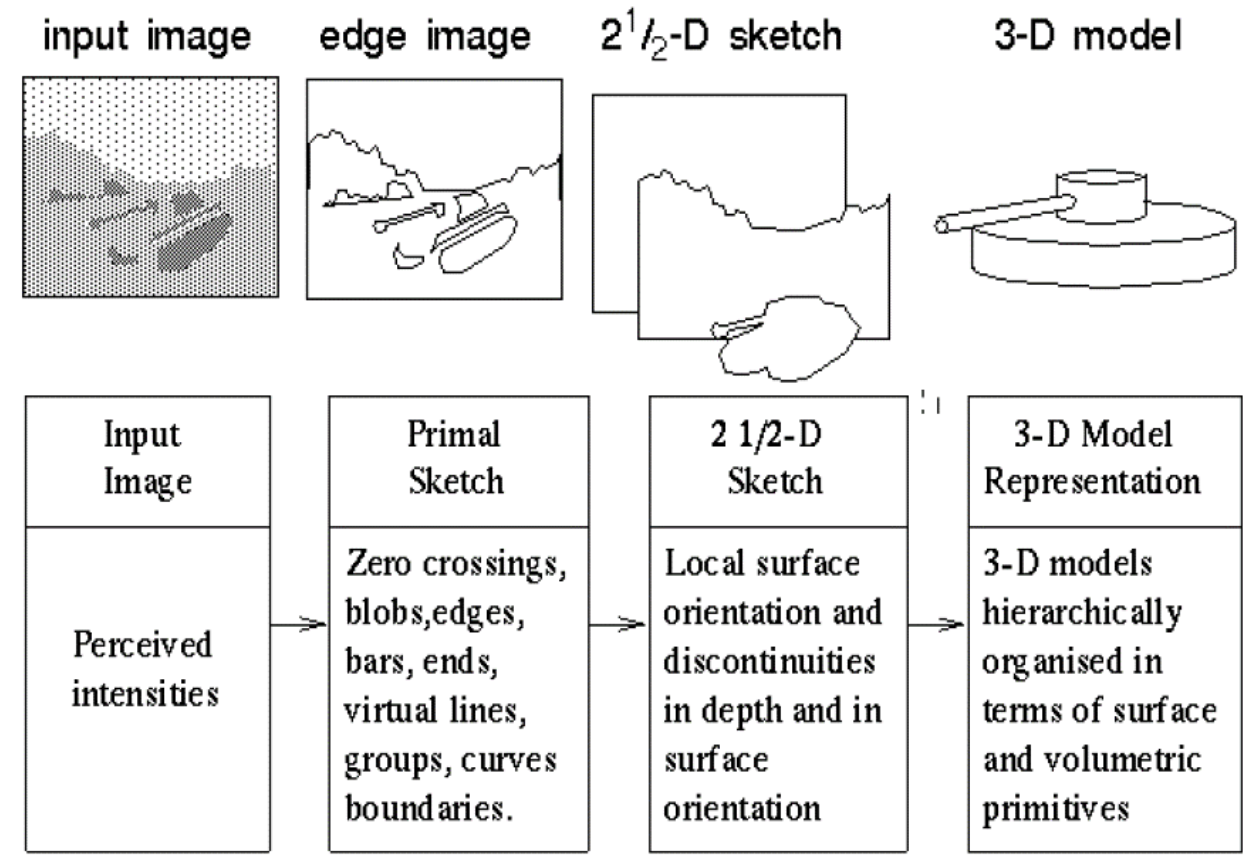 input image
edge image
2¹/₂-D sketch
3-D model
Input
Image
Perceived
intensities
Primal
Sketch
Zero crossings,
blobs,edges,
bars, ends,
virtual lines,
groups, curves
boundaries.
2 1/2-D
Sketch
Local surface
orientation and
discontinuities
in depth and in
surface
orientation
3-D Model
Representation
3-D models
hierarchically
organised in
terms of surface
and volumetric
primitives